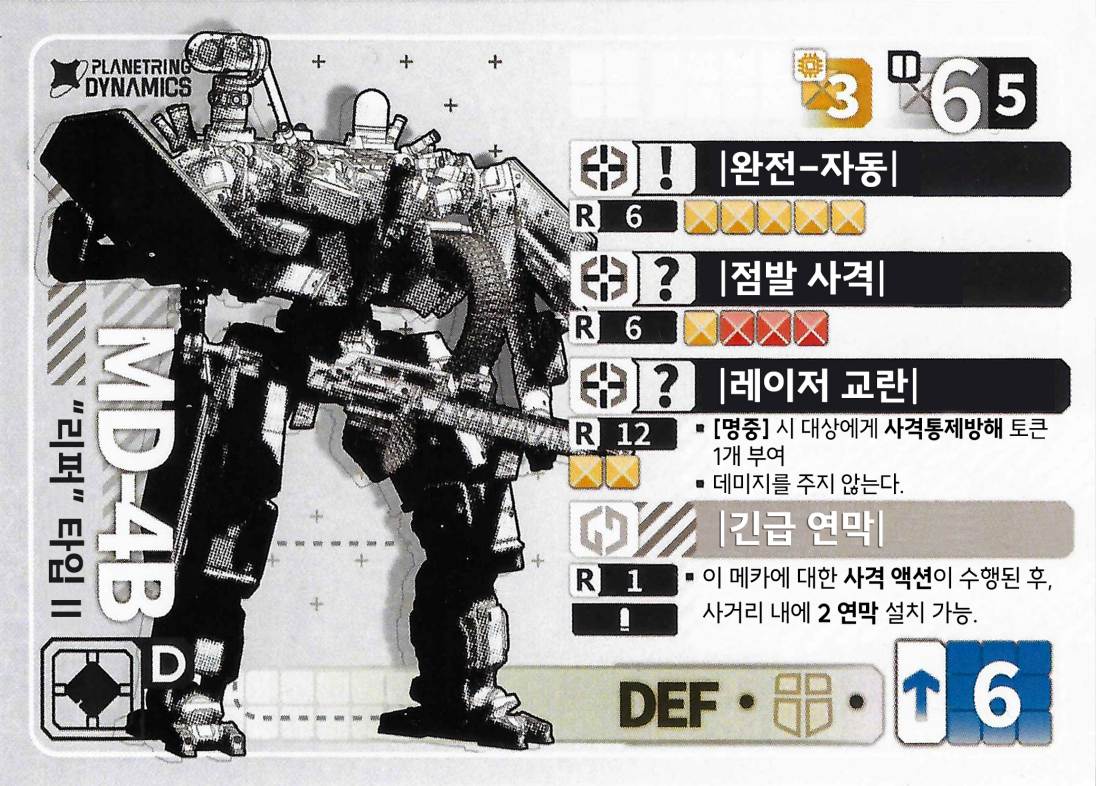 PLANETRING
DYNAMICS
3
6
5
!
|완전-자동|
R 6
?
|점발 사격|
R 6
?
|레이저 교란|
R 12
▪ [명중] 시 대상에게 사격통제방해 토큰
1개 부여
▪ 데미지를 주지 않는다.
|긴급 연막|
R 1
▪ 이 메카에 대한 사격 액션이 수행된 후,
사거리 내에 2 연막 설치 가능.
MD-4B
"리퍼" 타입 II
D
DEF
6